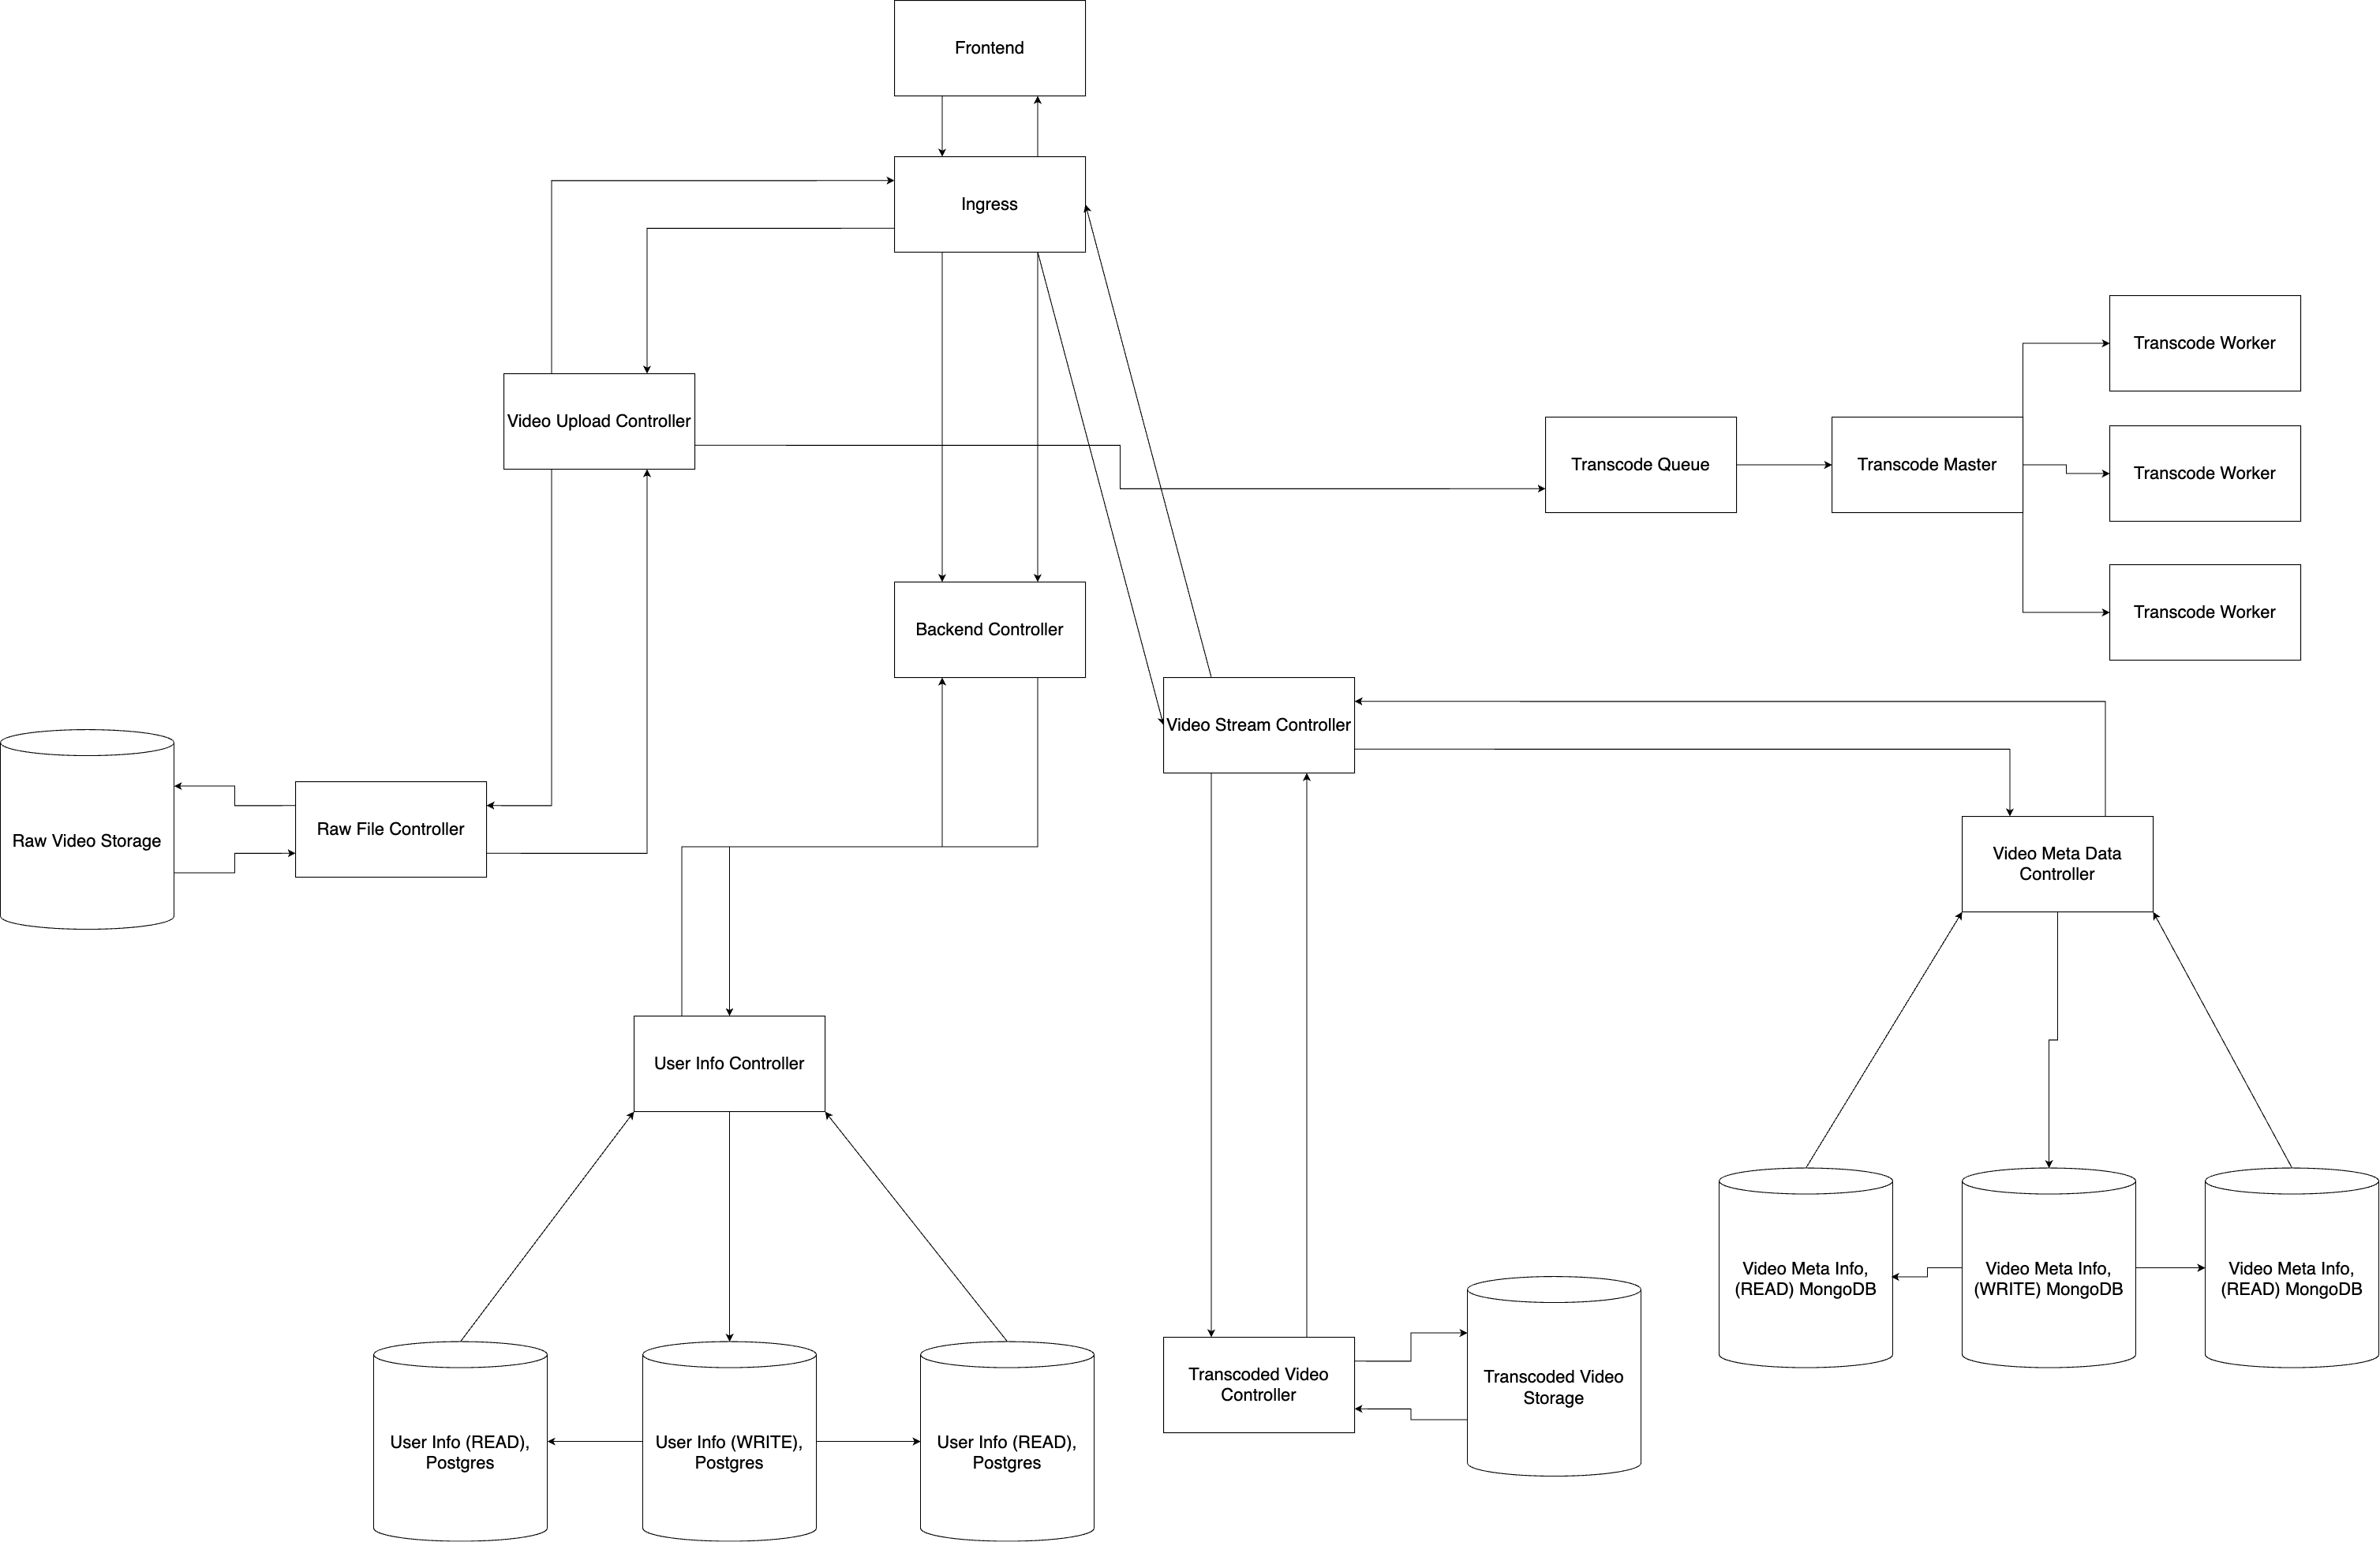 Frontend
Ingress
Transcode Worker
Video Upload Controller
Transcode Queue
Transcode Master
Transcode Worker
Transcode Worker
Backend Controller
Video Stream Controller
Raw Video Storage
Raw File Controller
Video Meta Data
Controller
User Info Controller
Video Meta Info,
(READ) MongoDB
Video Meta Info,
(WRITE) MongoDB
Video Meta Info,
(READ) MongoDB
Transcoded Video
Controller
Transcoded Video
Storage
User Info (READ),
Postgres
User Info (WRITE),
Postgres
User Info (READ),
Postgres